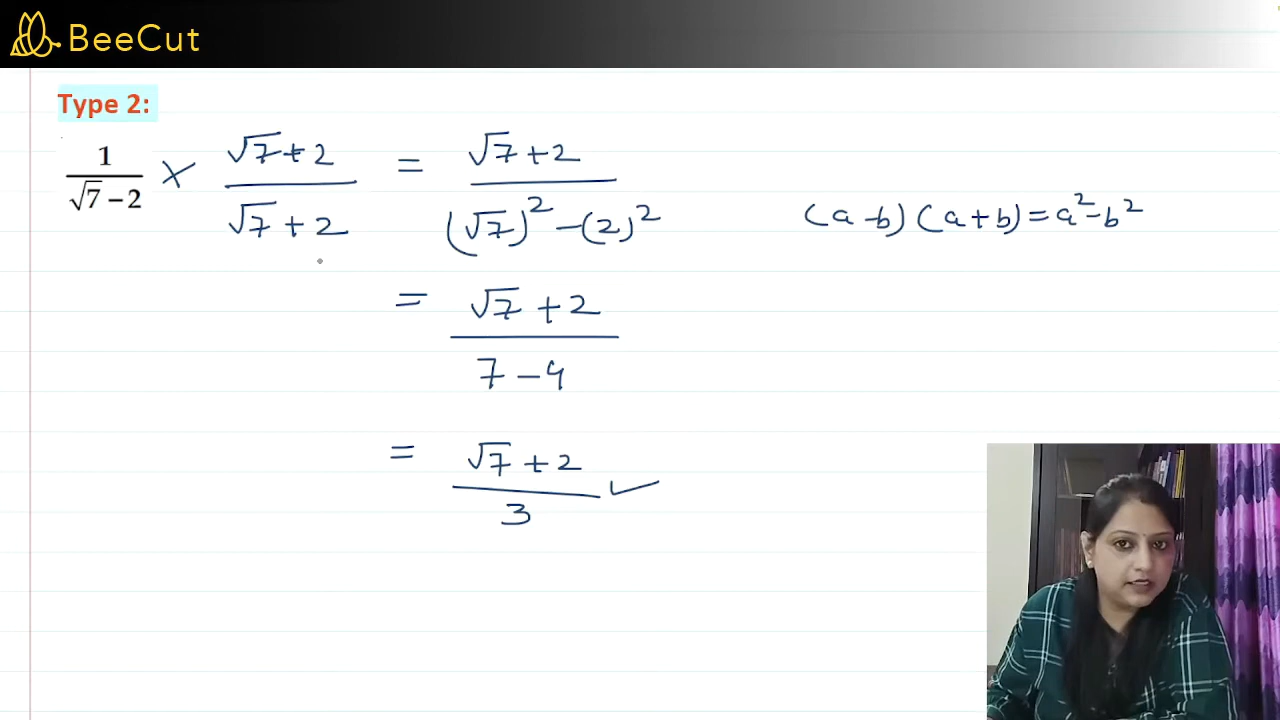 BeeCut
Type 2:
1/(√7 − 2) × (√7 + 2)/(√7 + 2) = (√7 + 2)/((√7)² − (2)²)
(a − b) (a + b) = a² − b²
= (√7 + 2)/(7 − 4)
= (√7 + 2)/3 ✓